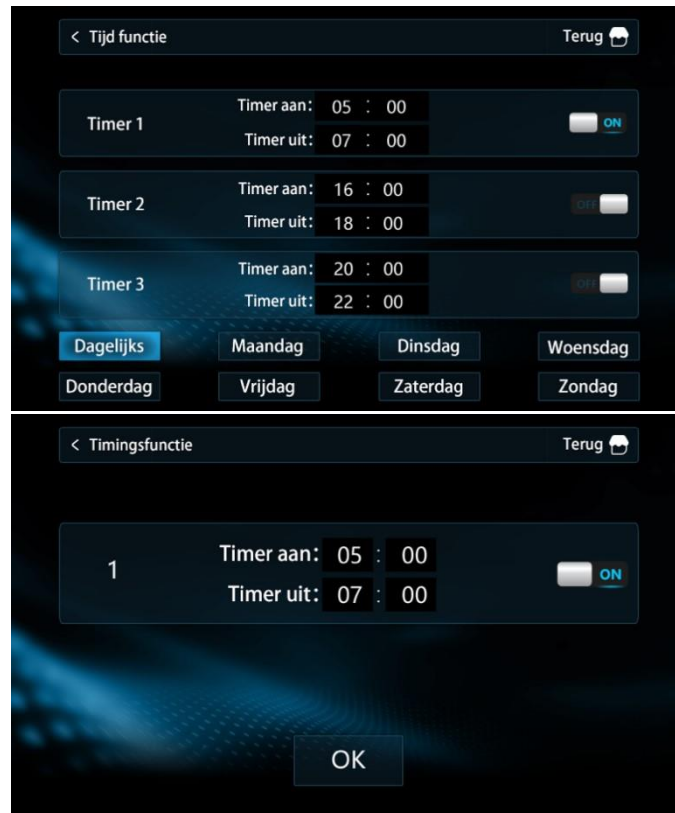 < Tijd functie Terug
Timer aan: 05 : 00
Timer 1 ON
Timer uit: 07 : 00
Timer aan: 16 : 00
Timer 2 OFF
Timer uit: 18 : 00
Timer aan: 20 : 00
Timer 3 OFF
Timer uit: 22 : 00
Dagelijks Maandag Dinsdag Woensdag
Donderdag Vrijdag Zaterdag Zondag
< Timingsfunctie Terug
Timer aan: 05 : 00
1 ON
Timer uit: 07 : 00
OK